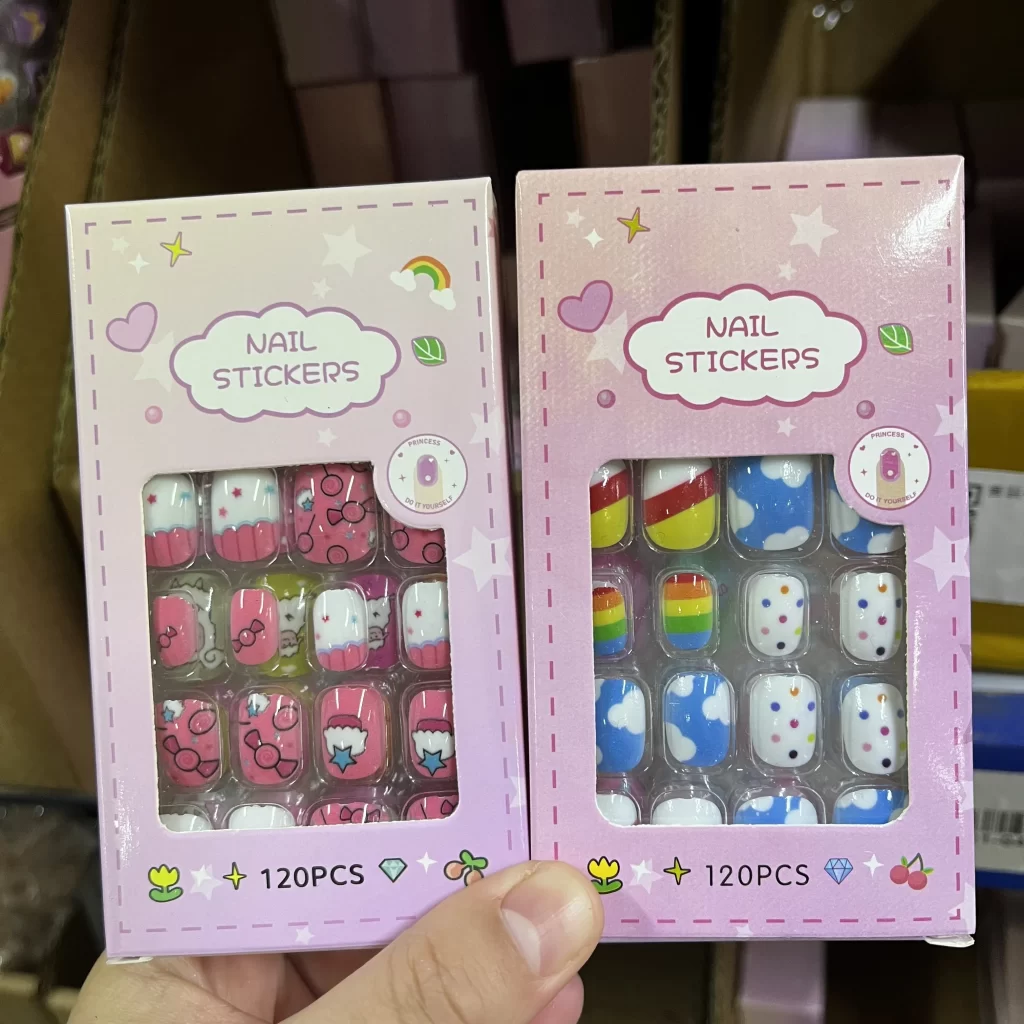 NAIL
STICKERS
PRINCESS
DO IT YOURSELF
120PCS
NAIL
STICKERS
PRINCESS
DO IT YOURSELF
120PCS